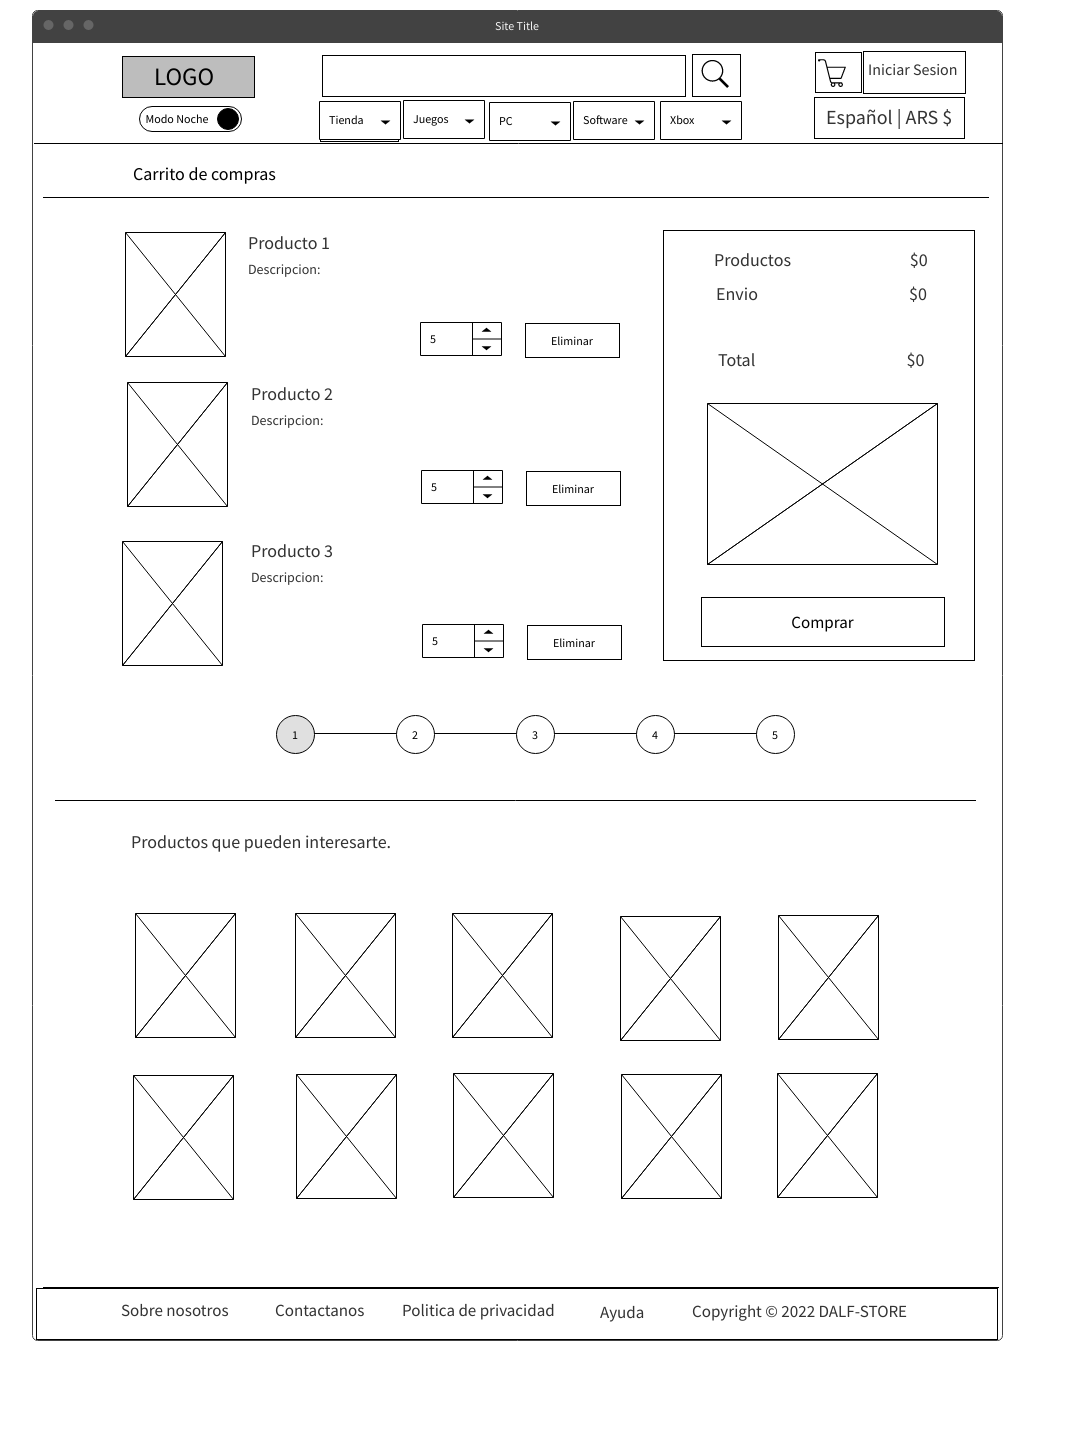 Site Title
LOGO
Iniciar Sesion
Modo Noche
Tienda
Juegos
PC
Software
Xbox
Español | ARS $
Carrito de compras
Producto 1
Descripcion:
5
Eliminar
Producto 2
Descripcion:
5
Eliminar
Producto 3
Descripcion:
5
Eliminar
Productos $0
Envio $0
Total $0
Comprar
1 2 3 4 5
Productos que pueden interesarte.
Sobre nosotros Contactanos Politica de privacidad Ayuda Copyright © 2022 DALF-STORE